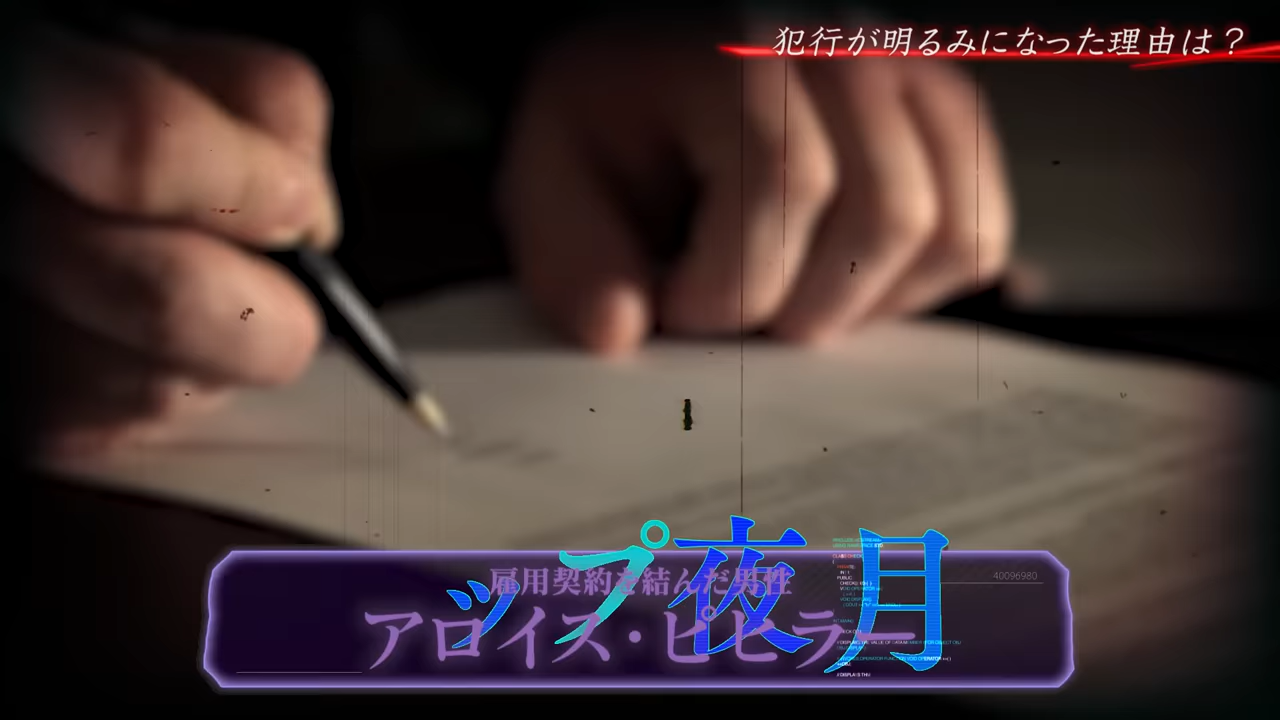 犯行が明るみになった理由は？
雇用契約を結んだ男性
アロイス・ピヒラー
ップ夜月
40096980